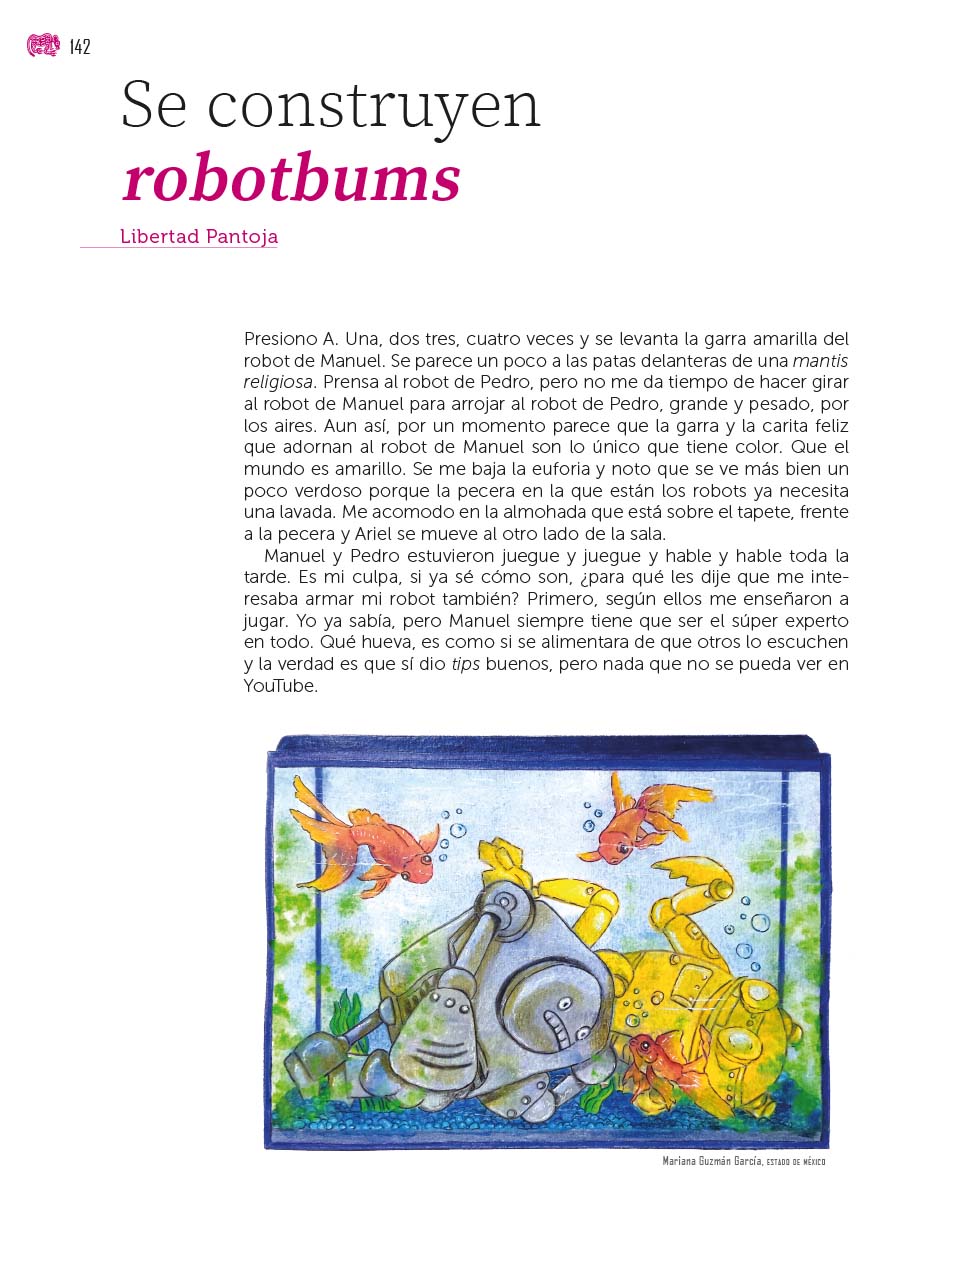 142
Se construyen
robotbums
Libertad Pantoja
Presiono A. Una, dos tres, cuatro veces y se levanta la garra amarilla del
robot de Manuel. Se parece un poco a las patas delanteras de una mantis
religiosa. Prensa al robot de Pedro, pero no me da tiempo de hacer girar
al robot de Manuel para arrojar al robot de Pedro, grande y pesado, por
los aires. Aun así, por un momento parece que la garra y la carita feliz
que adornan al robot de Manuel son lo único que tiene color. Que el
mundo es amarillo. Se me baja la euforia y noto que se ve más bien un
poco verdoso porque la pecera en la que están los robots ya necesita
una lavada. Me acomodo en la almohada que está sobre el tapete, frente
a la pecera y Ariel se mueve al otro lado de la sala.
Manuel y Pedro estuvieron juegue y juegue y hable y hable toda la
tarde. Es mi culpa, si ya sé cómo son, ¿para qué les dije que me inte-
resaba armar mi robot también? Primero, según ellos me enseñaron a
jugar. Yo ya sabía, pero Manuel siempre tiene que ser el súper experto
en todo. Qué hueva, es como si se alimentara de que otros lo escuchen
y la verdad es que sí dio tips buenos, pero nada que no se pueda ver en
YouTube.
Mariana Guzmán García, ESTADO DE MÉXICO